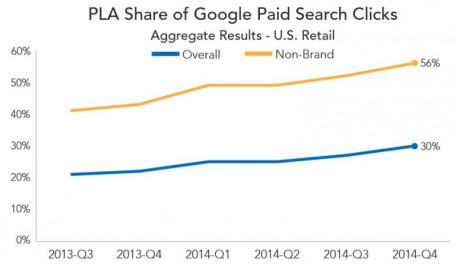 PLA Share of Google Paid Search Clicks
Aggregate Results - U.S. Retail
Overall Non-Brand
60%
56%
50%
40%
30%
30%
20%
10%
0%
2013-Q3 2013-Q4 2014-Q1 2014-Q2 2014-Q3 2014-Q4